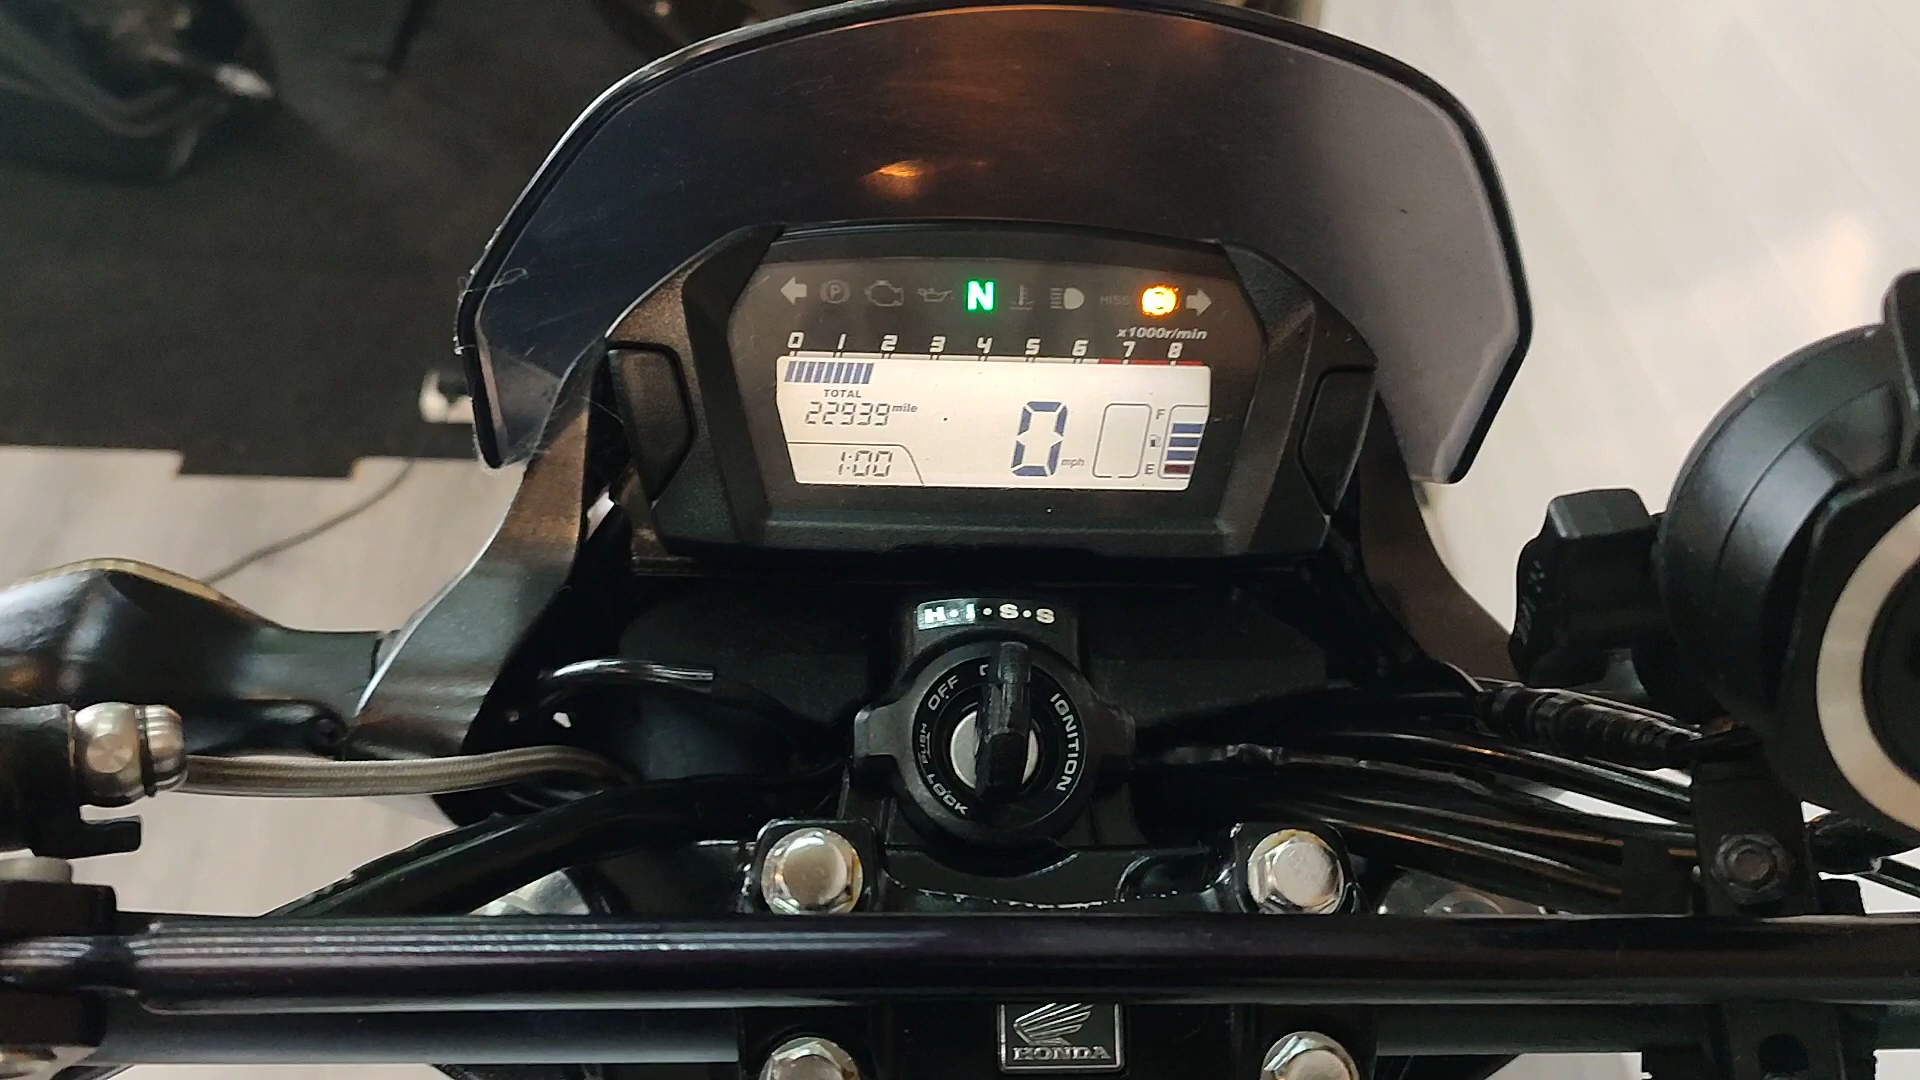 P N HISS
x1000r/min
0 1 2 3 4 5 6 7 8
TOTAL
22939 mile
F
0 mph
1:00
E
H·I·S·S
OFF
IGNITION
PUSH
LOCK
HONDA